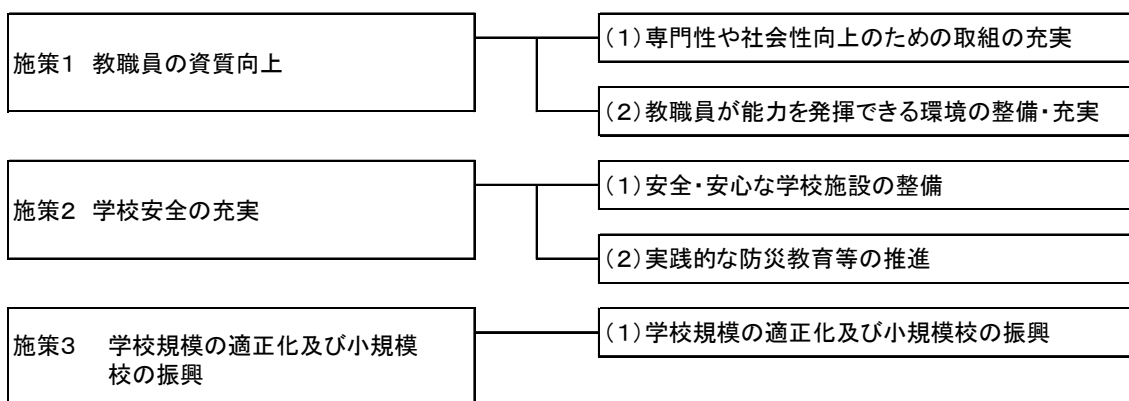 施策1 教職員の資質向上
(1)専門性や社会性向上のための取組の充実
(2)教職員が能力を発揮できる環境の整備・充実
施策2 学校安全の充実
(1)安全・安心な学校施設の整備
(2)実践的な防災教育等の推進
施策3 学校規模の適正化及び小規模
校の振興
(1)学校規模の適正化及び小規模校の振興